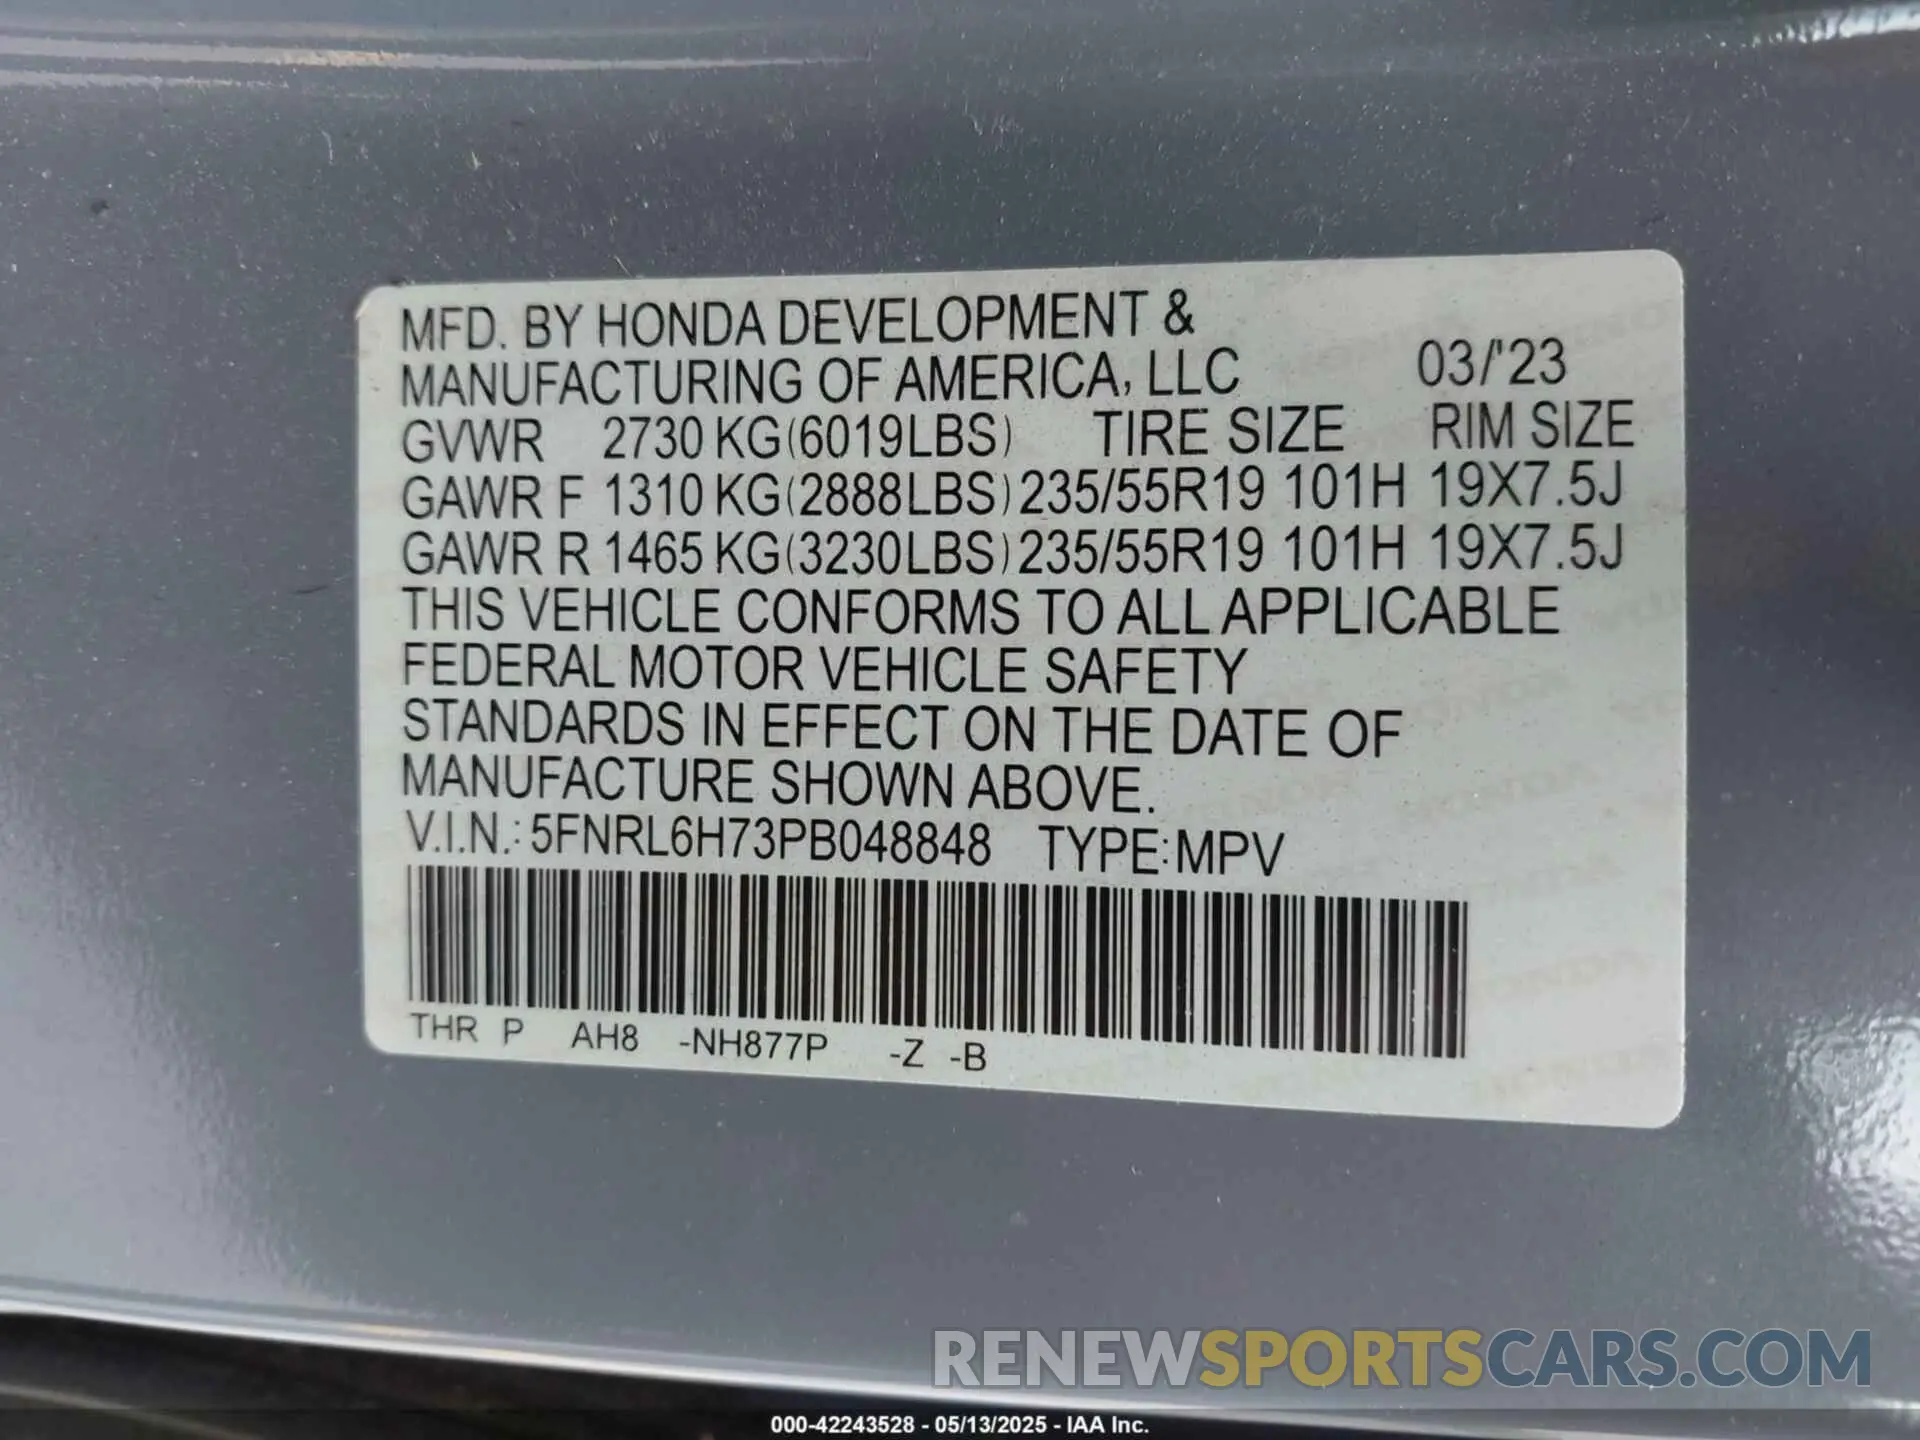 MFD. BY HONDA DEVELOPMENT &
MANUFACTURING OF AMERICA, LLC 03/'23
GVWR 2730 KG(6019LBS) TIRE SIZE RIM SIZE
GAWR F 1310 KG(2888LBS) 235/55R19 101H 19X7.5J
GAWR R 1465 KG(3230LBS) 235/55R19 101H 19X7.5J
THIS VEHICLE CONFORMS TO ALL APPLICABLE
FEDERAL MOTOR VEHICLE SAFETY
STANDARDS IN EFFECT ON THE DATE OF
MANUFACTURE SHOWN ABOVE.
V.I.N.: 5FNRL6H73PB048848 TYPE: MPV
THR P AH8 -NH877P -Z -B
RENEWSPORTSCARS.COM
000-42243528 - 05/13/2025 - IAA Inc.